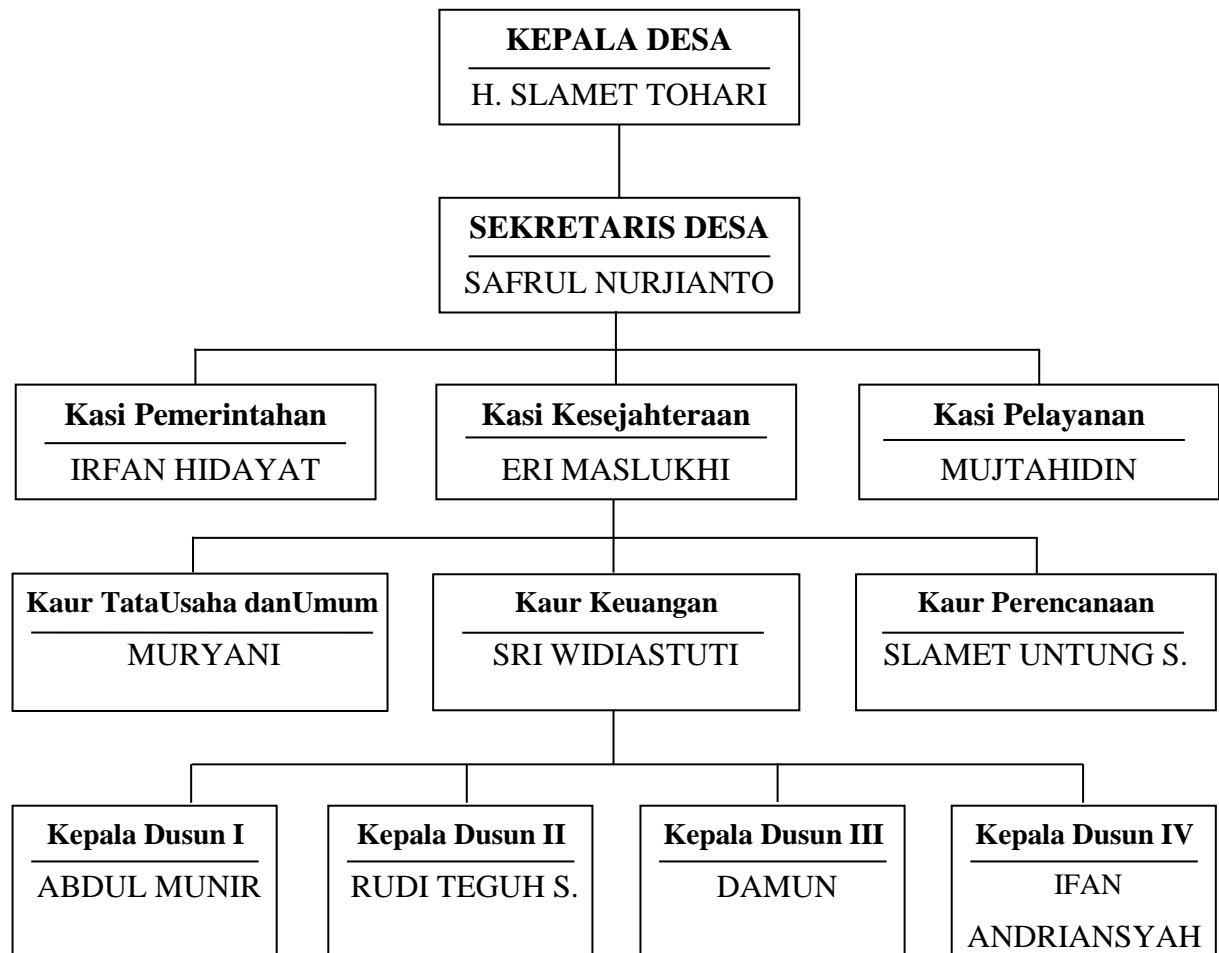 KEPALA DESA
H. SLAMET TOHARI
SEKRETARIS DESA
SAFRUL NURJIANTO
Kasi Pemerintahan
IRFAN HIDAYAT
Kasi Kesejahteraan
ERI MASLUKHI
Kasi Pelayanan
MUJTAHIDIN
Kaur TataUsaha danUmum
MURYANI
Kaur Keuangan
SRI WIDIASTUTI
Kaur Perencanaan
SLAMET UNTUNG S.
Kepala Dusun I
ABDUL MUNIR
Kepala Dusun II
RUDI TEGUH S.
Kepala Dusun III
DAMUN
Kepala Dusun IV
IFAN
ANDRIANSYAH